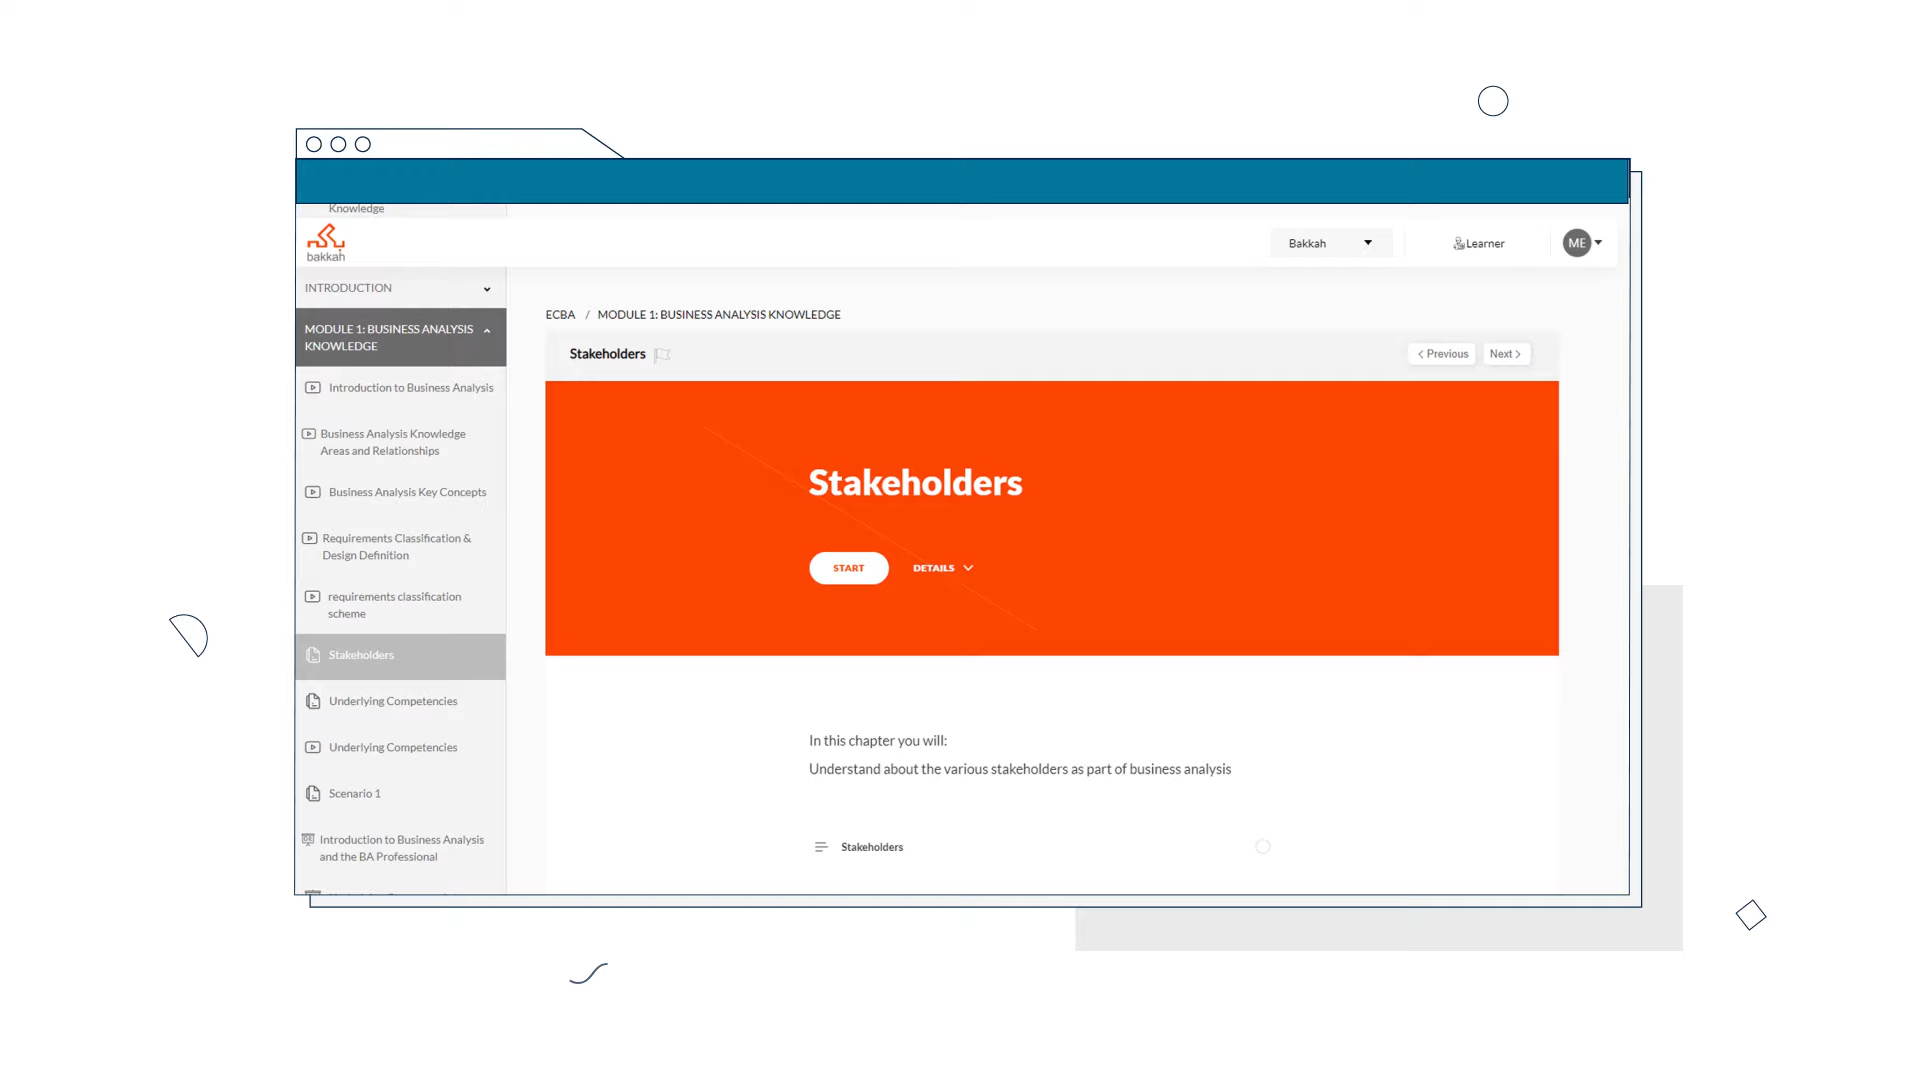 Knowledge
bakkah
Bakkah
Learner
ME
INTRODUCTION
MODULE 1: BUSINESS ANALYSIS
KNOWLEDGE
Introduction to Business Analysis
Business Analysis Knowledge
Areas and Relationships
Business Analysis Key Concepts
Requirements Classification &
Design Definition
requirements classification
scheme
Stakeholders
Underlying Competencies
Underlying Competencies
Scenario 1
Introduction to Business Analysis
and the BA Professional
ECBA / MODULE 1: BUSINESS ANALYSIS KNOWLEDGE
Stakeholders
Previous
Next
Stakeholders
START
DETAILS
In this chapter you will:
Understand about the various stakeholders as part of business analysis
Stakeholders